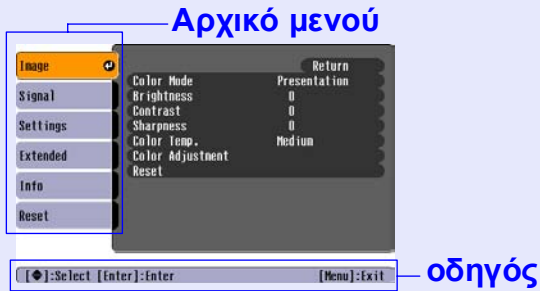 Αρχικό μενού
Image
Signal
Settings
Extended
Info
Reset
Return
Color Mode Presentation
Brightness 0
Contrast 0
Sharpness 0
Color Temp. Medium
Color Adjustment
Reset
[◆]:Select [Enter]:Enter [Menu]:Exit
οδηγός